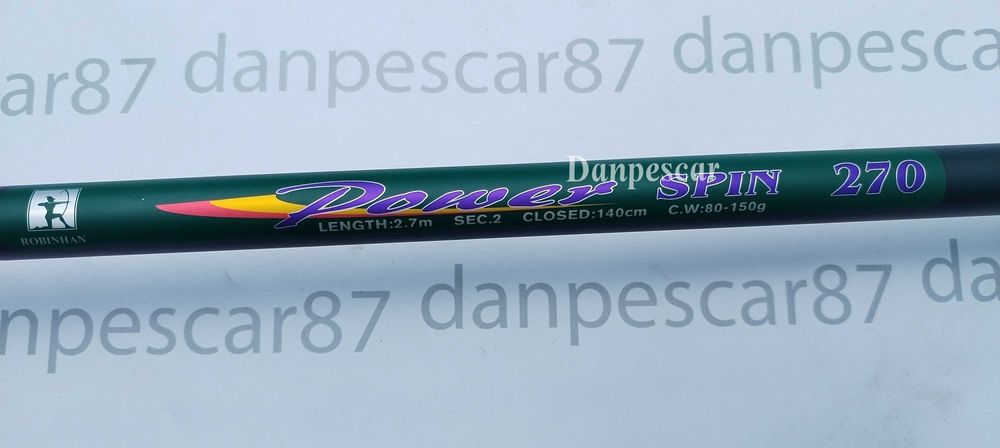 danpescar87
ar87 danpescar87
Danpescar
Power SPIN 270
LENGTH:2.7m SEC.2 CLOSED:140cm C.W:80-150g
ROBINHAN
npescar87 danpescar87 da